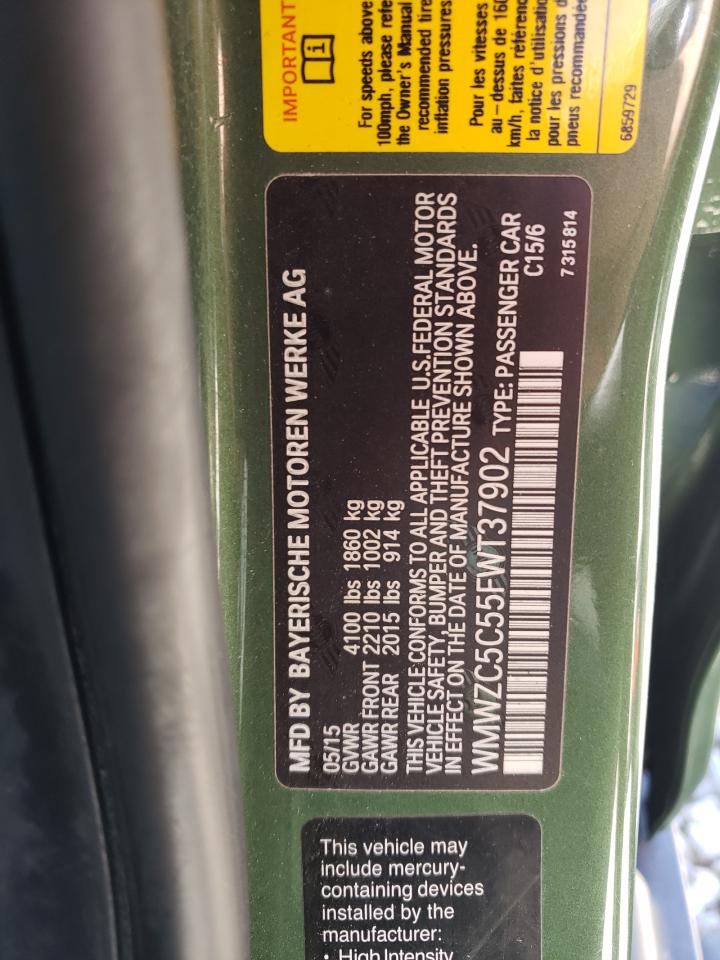 IMPORTANT
For speeds above
100mph, please refe
the Owner's Manual
recommended tire
inflation pressures
Pour les vitesses
au-dessus de 160
km/h, faites référenc
la notice d'utilisatio
pour les pressions d
pneus recommandée
6859729
MFD BY BAYERISCHE MOTOREN WERKE AG
05/15
GVWR 4100 lbs 1860 kg
GAWR FRONT 2210 lbs 1002 kg
GAWR REAR 2015 lbs 914 kg
THIS VEHICLE CONFORMS TO ALL APPLICABLE U.S.FEDERAL MOTOR
VEHICLE SAFETY, BUMPER AND THEFT PREVENTION STANDARDS
IN EFFECT ON THE DATE OF MANUFACTURE SHOWN ABOVE.
WMWZC5C55FWT37902 TYPE: PASSENGER CAR
C15/6
7315814
This vehicle may
include mercury-
containing devices
installed by the
manufacturer:
• High Intensity